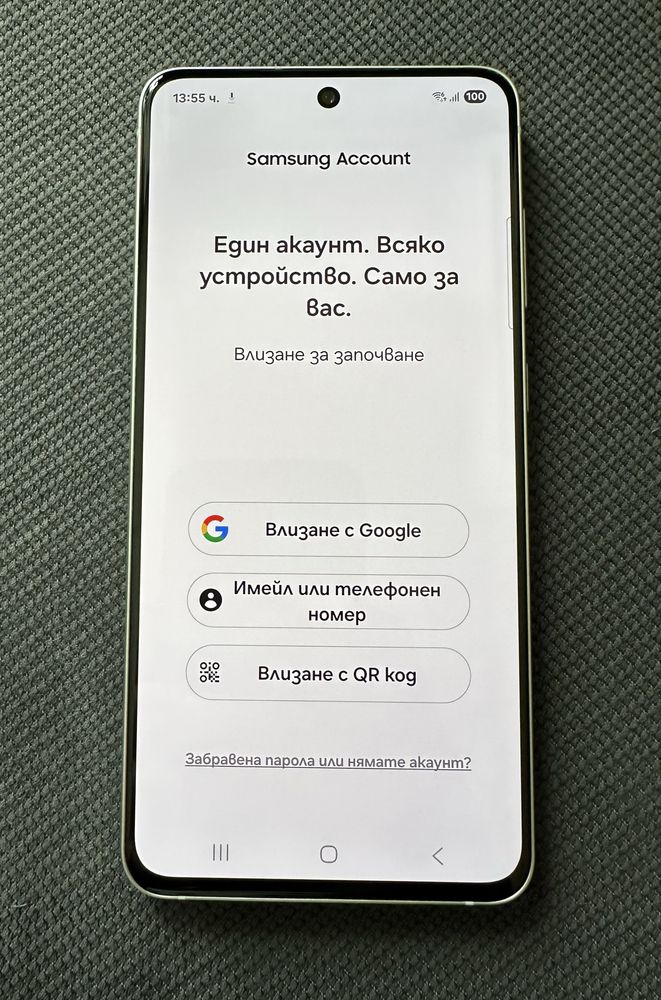 13:55 ч.
100
Samsung Account
Един акаунт. Всяко
устройство. Само за
вас.
Влизане за започване
Влизане с Google
Имейл или телефонен
номер
Влизане с QR код
Забравена парола или нямате акаунт?